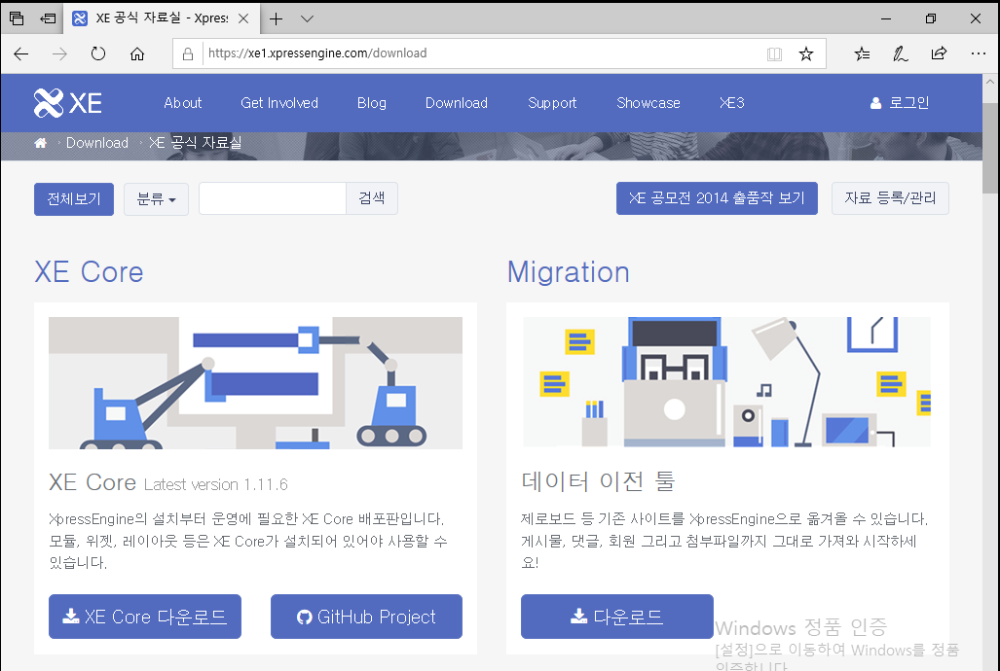 XE 공식 자료실 - Xpress
https://xe1.xpressengine.com/download
XE About Get Involved Blog Download Support Showcase XE3 로그인
Download XE 공식 자료실
전체보기 분류 검색 XE 공모전 2014 출품작 보기 자료 등록/관리
XE Core
XE Core Latest version 1.11.6
XpressEngine의 설치부터 운영에 필요한 XE Core 배포판입니다.
모듈, 위젯, 레이아웃 등은 XE Core가 설치되어 있어야 사용할 수
있습니다.
XE Core 다운로드 GitHub Project
Migration
데이터 이전 툴
제로보드 등 기존 사이트를 XpressEngine으로 옮겨올 수 있습니다.
게시물, 댓글, 회원 그리고 첨부파일까지 그대로 가져와 시작하세
요!
다운로드
Windows 정품 인증
[설정]으로 이동하여 Windows를 정품
인증합니다